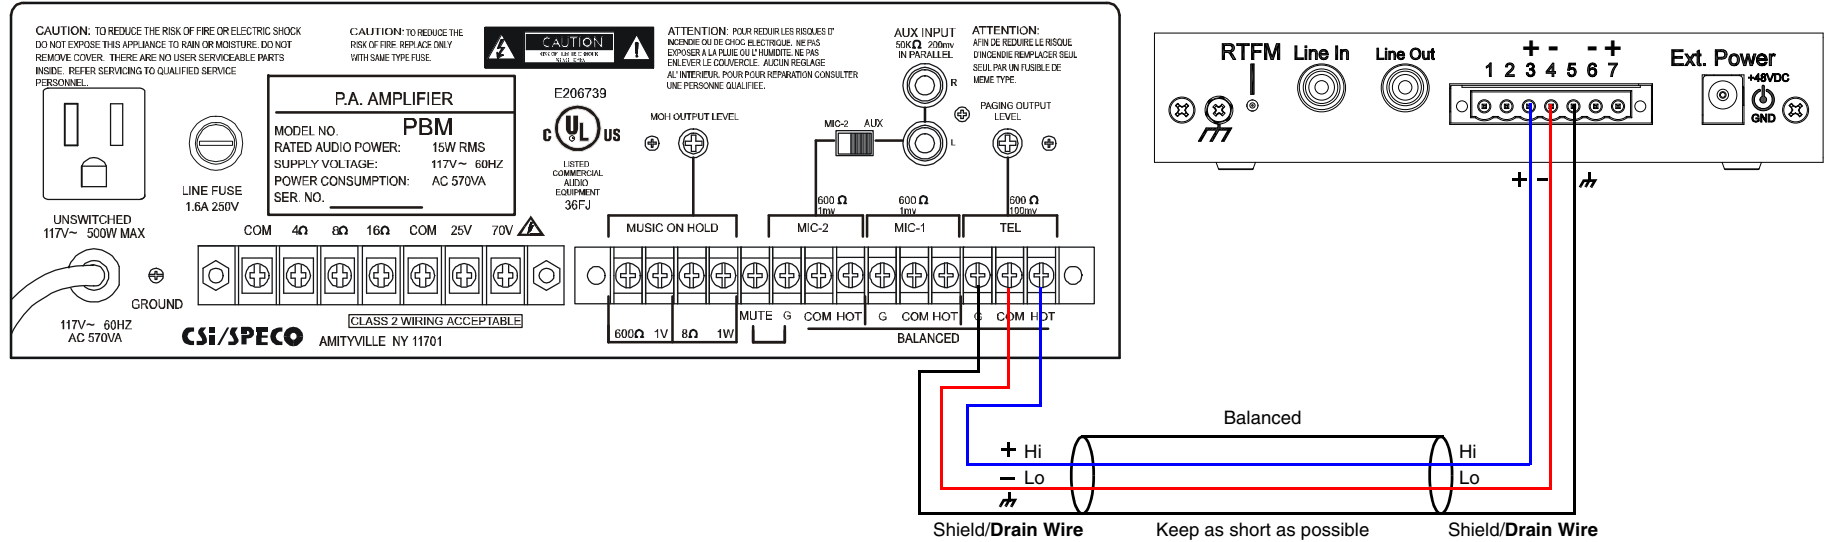 CAUTION: TO REDUCE THE RISK OF FIRE OR ELECTRIC SHOCK
DO NOT EXPOSE THIS APPLIANCE TO RAIN OR MOISTURE. DO NOT
REMOVE COVER. THERE ARE NO USER SERVICEABLE PARTS
INSIDE. REFER SERVICING TO QUALIFIED SERVICE
PERSONNEL.
CAUTION: TO REDUCE THE
RISK OF FIRE REPLACE ONLY
WITH SAME TYPE FUSE.
CAUTION
ATTENTION: POUR REDUIR LES RISQUES D'
INCENDIE OU DE CHOC ELECTRIQUE. NE PAS
EXPOSER A LA PLUIE OU L' HUMIDITE. NE PAS
ENLEVER LE COUVERCLE. AUCUN REGLAGE
AL' INTERIEUR. POUR POUR REPARATION CONSULTER
UNE PERSONNE QUALIFIEE.
AUX INPUT
50KΩ 200mv
IN PARALLEL
R
L
ATTENTION:
AFIN DE REDUIRE LE RISQUE
D'INCENDIE REMPLACER SEUL
SEUL PAR UN FUSIBLE DE
MEME TYPE.
PAGING OUTPUT
LEVEL
P.A. AMPLIFIER
MODEL NO. PBM
RATED AUDIO POWER: 15W RMS
SUPPLY VOLTAGE: 117V~ 60HZ
POWER CONSUMPTION: AC 570VA
SER. NO.
E206739
C UL US
LISTED
COMMERCIAL
AUDIO
EQUIPMENT
36FJ
MOH OUTPUT LEVEL
MIC-2 AUX
LINE FUSE
1.6A 250V
UNSWITCHED
117V~ 500W MAX
COM 4Ω 8Ω 16Ω COM 25V 70V
600Ω
1mv
600Ω
1mv
600Ω
100mv
MUSIC ON HOLD MIC-2 MIC-1 TEL
GROUND
117V~ 60HZ
AC 570VA
CLASS 2 WIRING ACCEPTABLE
CSi/SPECO AMITYVILLE NY 11701
600Ω 1V 8Ω 1W
MUTE G COM HOT G COM HOT G COM HOT
BALANCED
RTFM
Line In
Line Out
+ - - +
1 2 3 4 5 6 7
Ext. Power
+48VDC
GND
+ -
Balanced
+ Hi
- Lo
Hi
Lo
Shield/Drain Wire
Keep as short as possible
Shield/Drain Wire